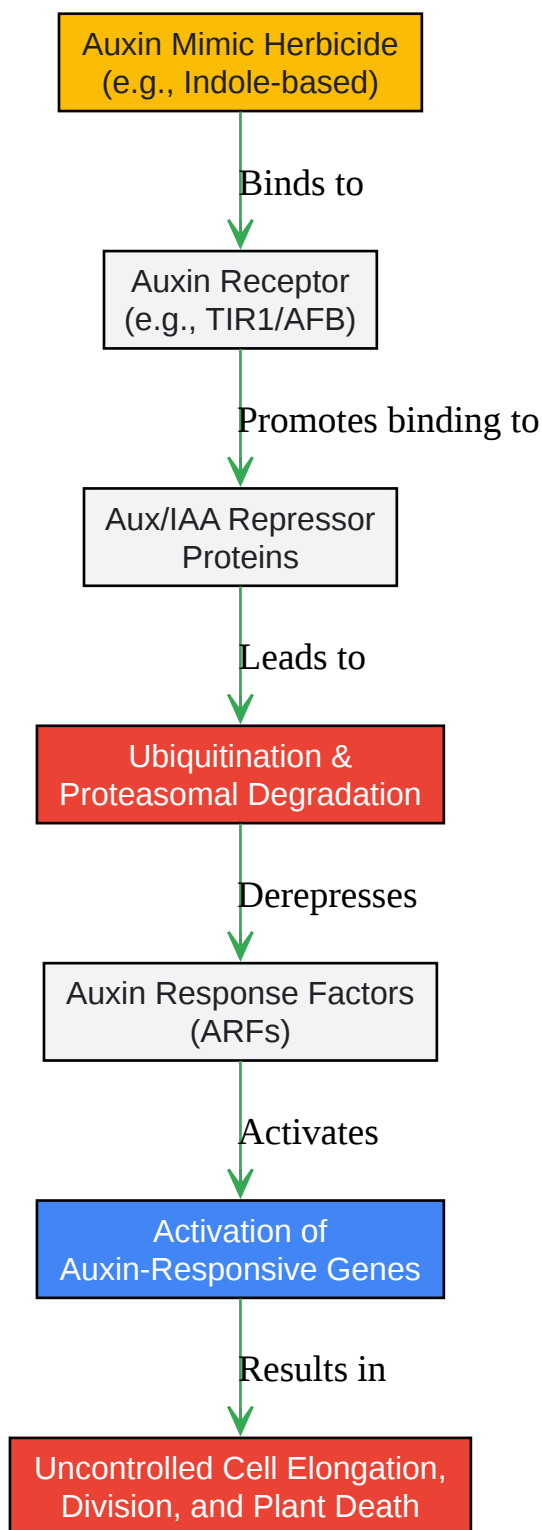 Auxin Mimic Herbicide
(e.g., Indole-based)
Binds to
Auxin Receptor
(e.g., TIR1/AFB)
Promotes binding to
Aux/IAA Repressor
Proteins
Leads to
Ubiquitination &
Proteasomal Degradation
Derepresses
Auxin Response Factors
(ARFs)
Activates
Activation of
Auxin-Responsive Genes
Results in
Uncontrolled Cell Elongation,
Division, and Plant Death